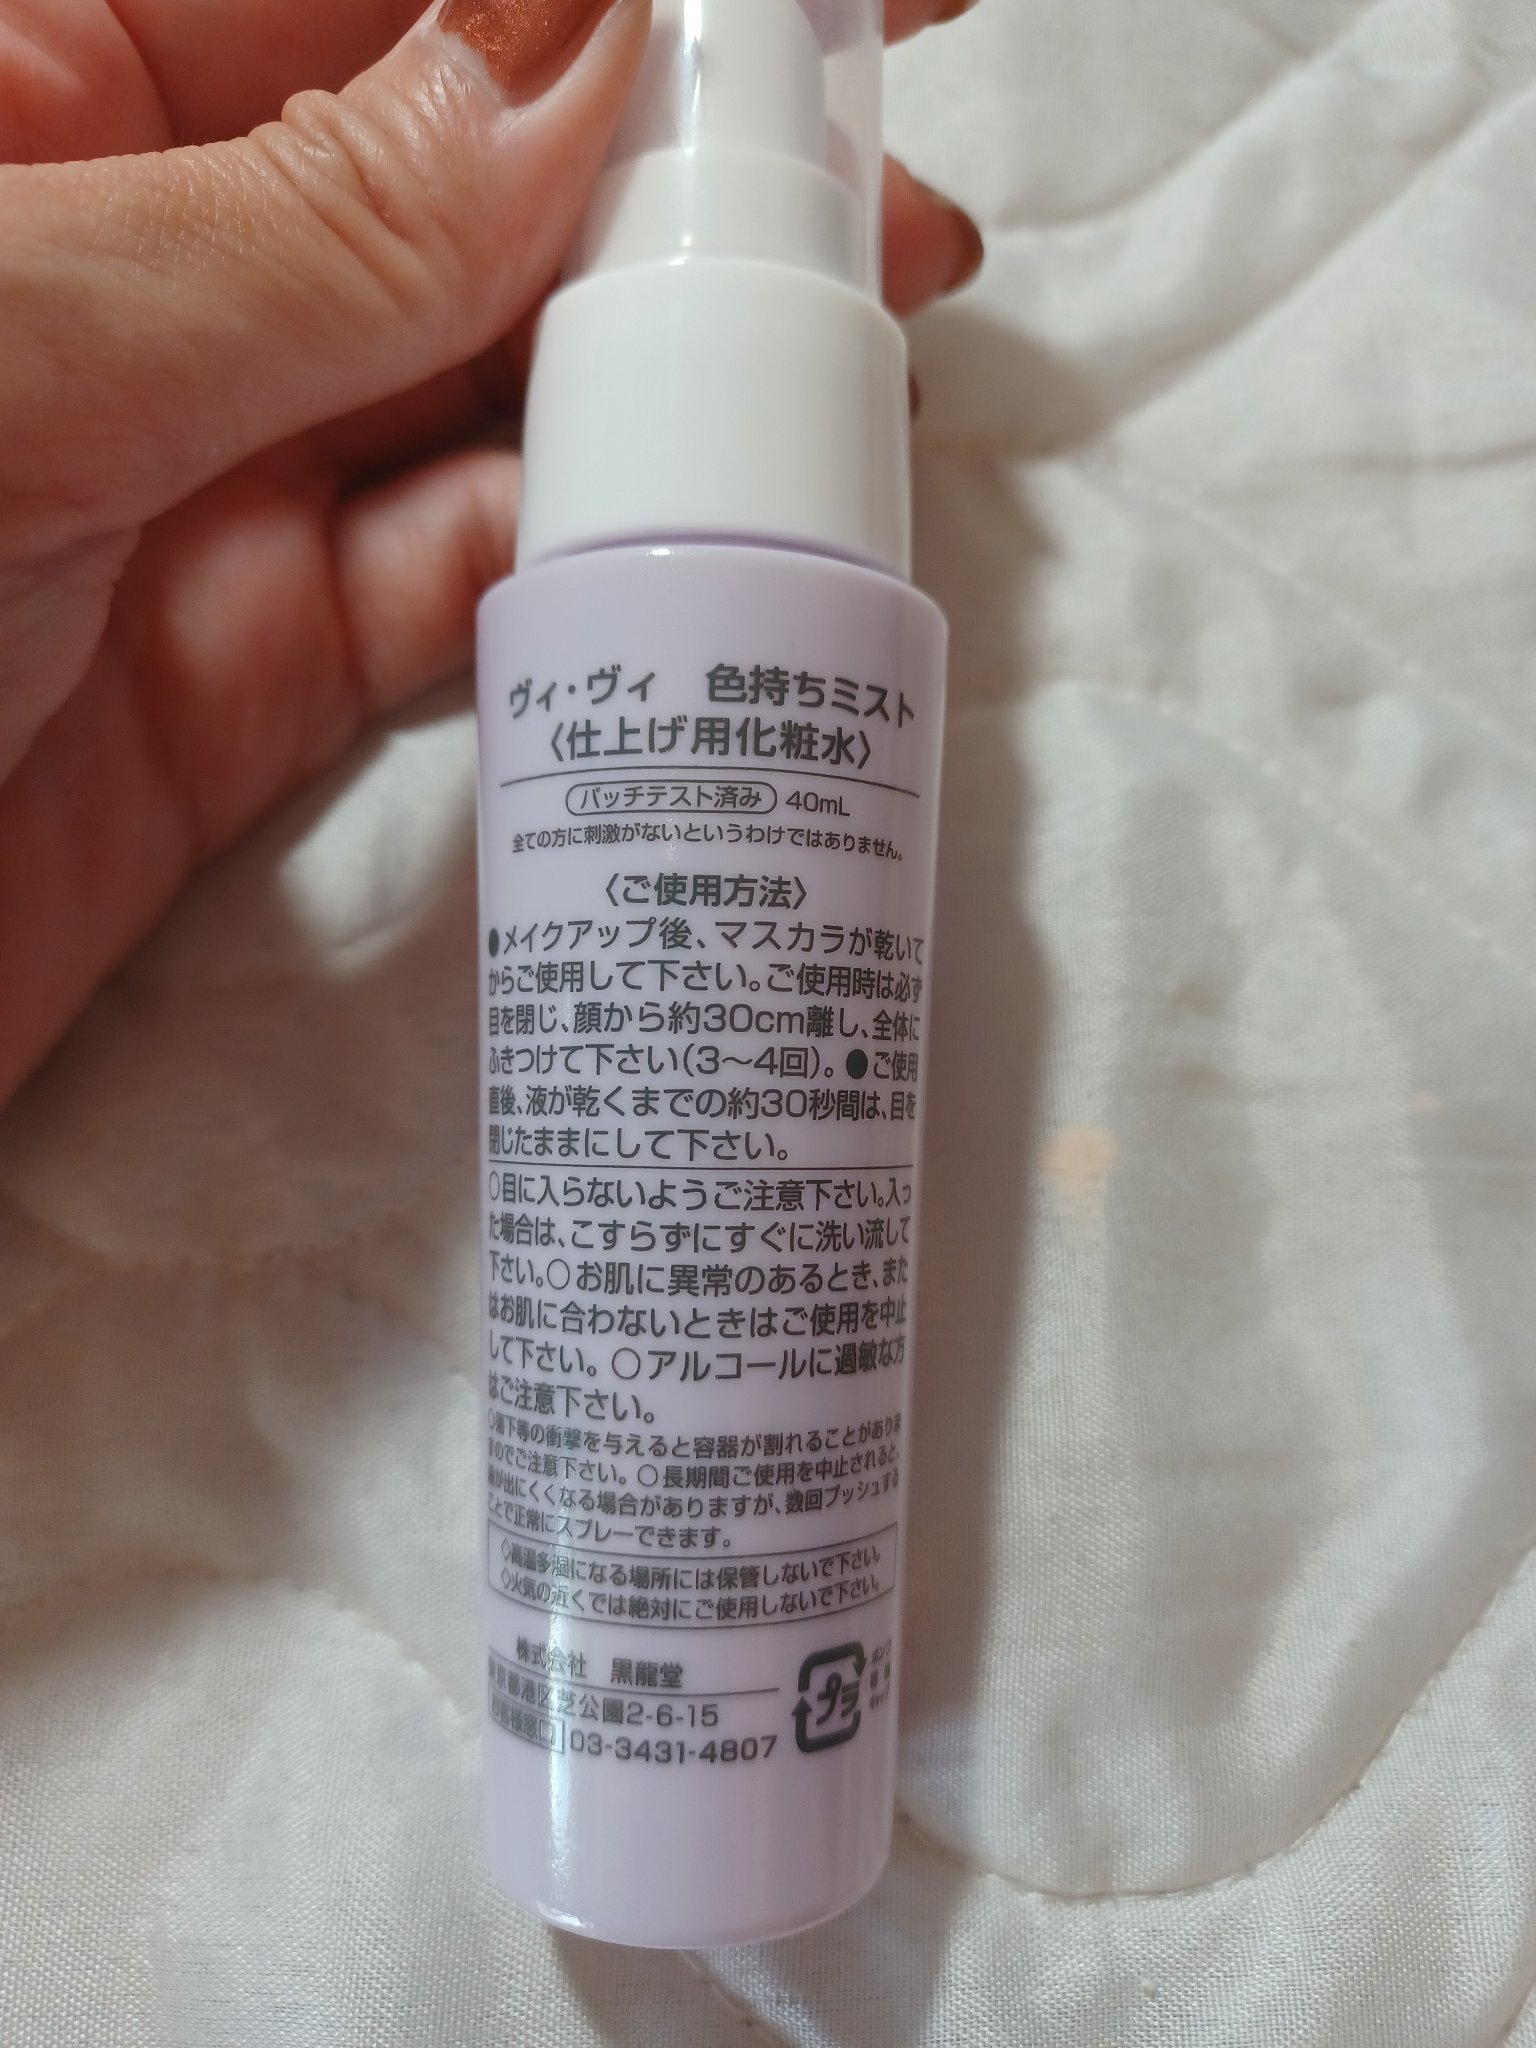 ヴィ・ヴィ 色持ちミスト
〈仕上げ用化粧水〉
パッチテスト済み 40mL
全ての方に刺激がないというわけではありません。
〈ご使用方法〉
●メイクアップ後、マスカラが乾いて
からご使用して下さい。ご使用時は必ず
目を閉じ、顔から約30cm離し、全体に
ふきつけて下さい(3〜4回)。●ご使用
直後、液が乾くまでの約30秒間は、目を
閉じたままにして下さい。
○目に入らないようご注意下さい。入っ
た場合は、こすらずにすぐに洗い流して
下さい。○お肌に異常のあるとき、また
はお肌に合わないときはご使用を中止
して下さい。○アルコールに過敏な方
はご注意下さい。
○落下等の衝撃を与えると容器が割れることがありま
すのでご注意下さい。○長期間ご使用を中止されると、
液が出にくくなる場合がありますが、数回プッシュする
ことで正常にスプレーできます。
◇高温多湿になる場所には保管しないで下さい。
◇火気の近くでは絶対にご使用しないで下さい。
株式会社 黒龍堂
東京都港区芝公園2-6-15
お客様窓口 03-3431-4807
プラ
ポンプ
キャップ